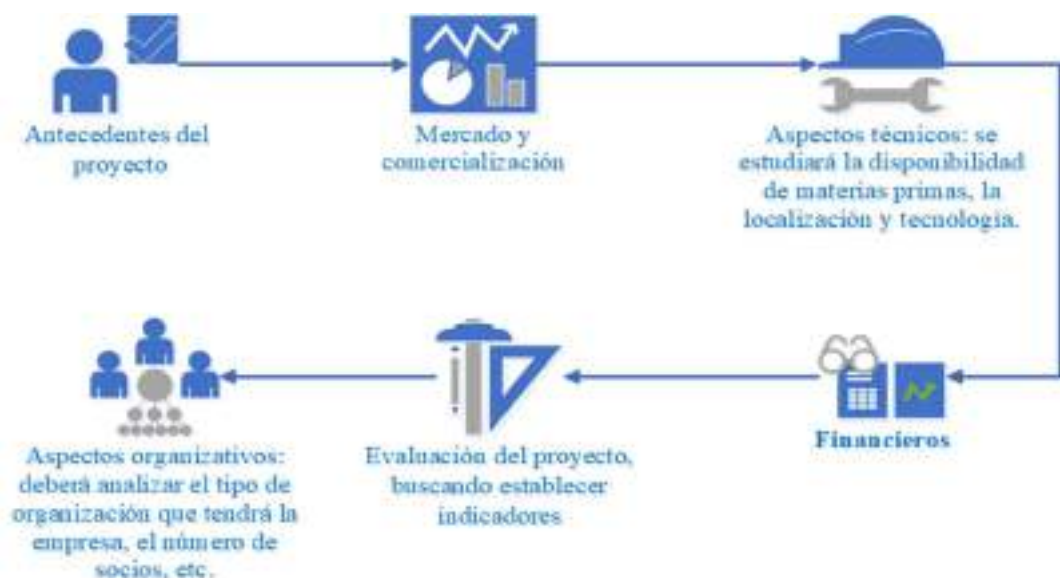 Antecedentes del
proyecto
Mercado y
comercialización
Aspectos técnicos: se
estudiará la disponibilidad
de materias primas, la
localización y tecnología.
Financieros
Evaluación del proyecto,
buscando establecer
indicadores
Aspectos organizativos:
deberá analizar el tipo de
organización que tendrá la
empresa, el número de
socios, etc.